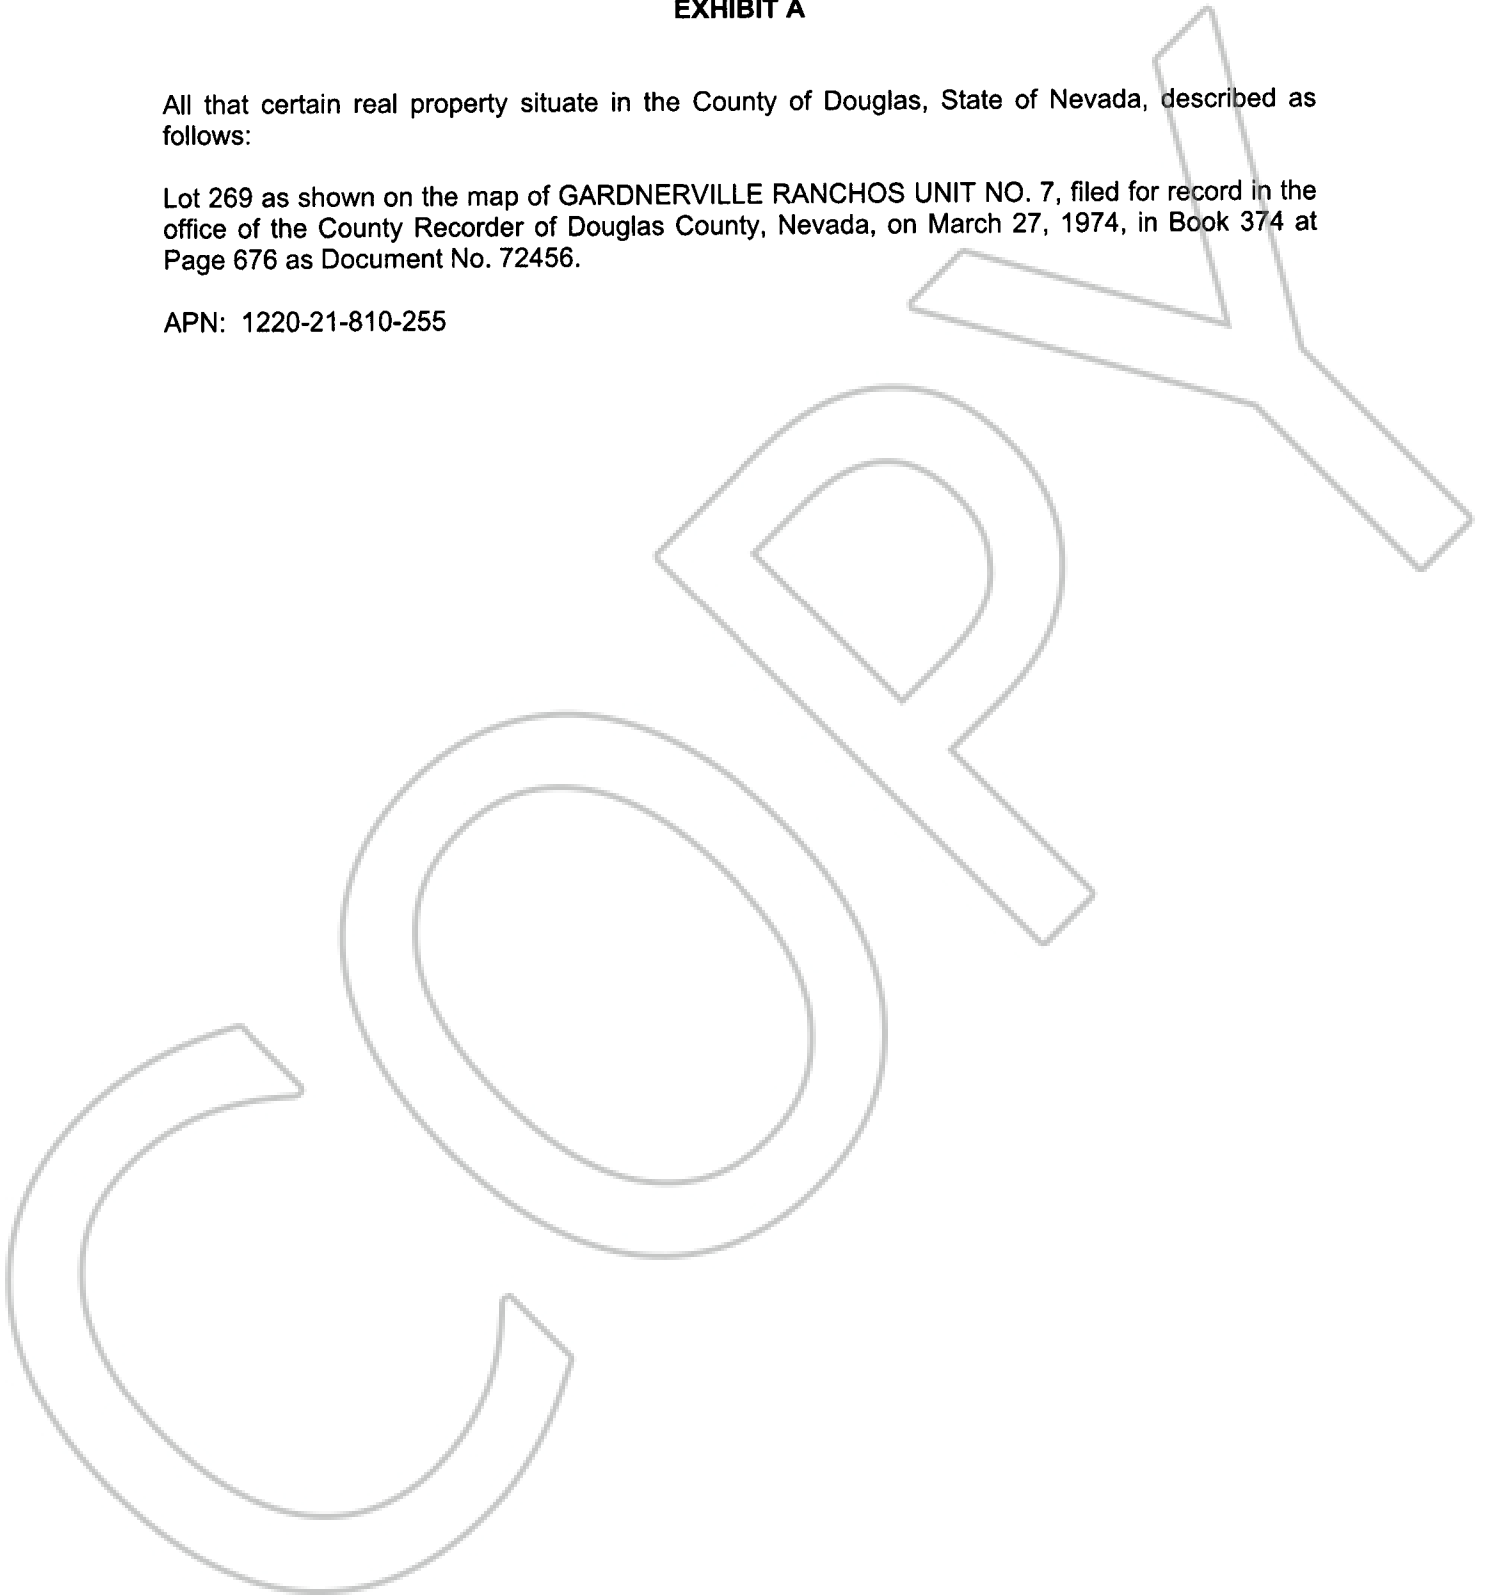 EXHIBIT A
All that certain real property situate in the County of Douglas, State of Nevada, described as
follows:
Lot 269 as shown on the map of GARDNERVILLE RANCHOS UNIT NO. 7, filed for record in the
office of the County Recorder of Douglas County, Nevada, on March 27, 1974, in Book 374 at
Page 676 as Document No. 72456.
APN: 1220-21-810-255
COPY